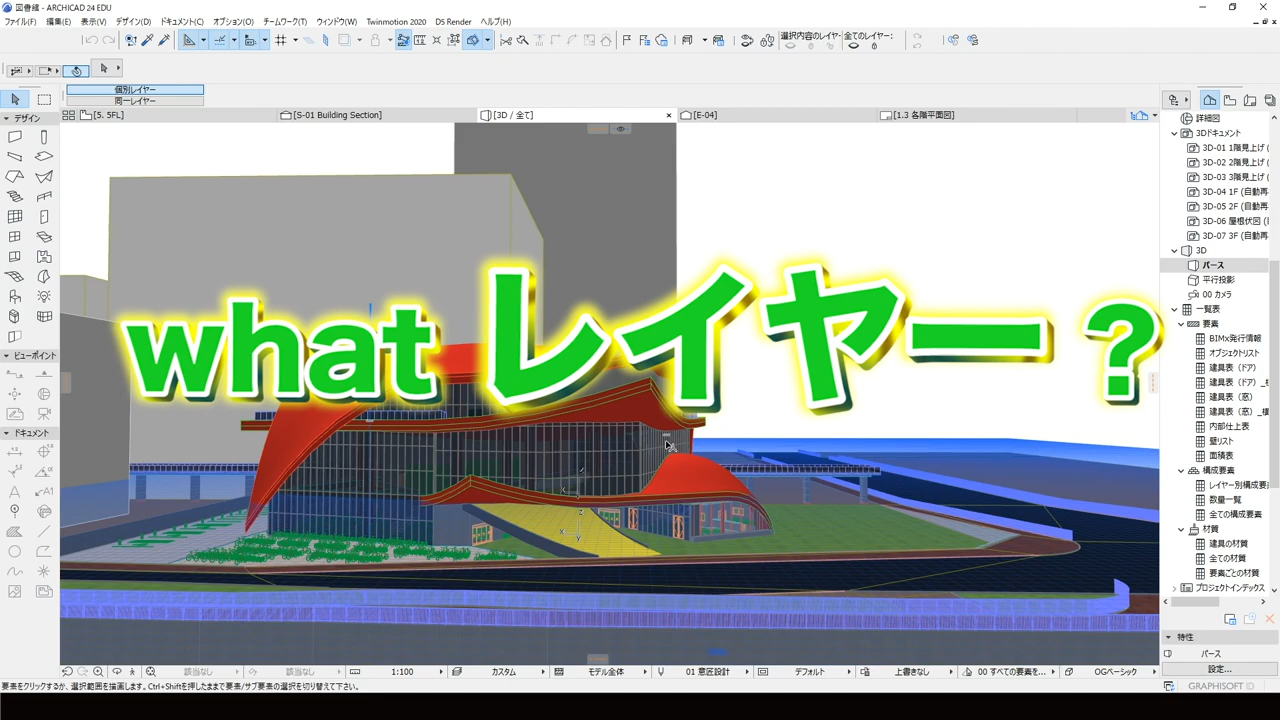 図書館 - ARCHICAD 24 EDU
ファイル(F) 編集(E) 表示(V) デザイン(D) ドキュメント(C) オプション(O) チームワーク(T) ウィンドウ(W) Twinmotion 2020 DS Render ヘルプ(H)
選択内容のレイヤ- 全てのレイヤー:
個別レイヤー
同一レイヤー
[5. 5FL] [S-01 Building Section] [3D / 全て] [E-04] [1.3 各階平面図]
デザイン
ビューポイント
ドキュメント
what レイヤー ?
詳細図
3Dドキュメント
3D-01 1階見上げ (
3D-02 2階見上げ (
3D-03 3階見上げ (
3D-04 1F (自動再
3D-05 2F (自動再
3D-06 屋根伏図 (
3D-07 3F (自動再
3D
パース
平行投影
00 カメラ
一覧表
要素
BIMx発行情報
オブジェクトリスト
建具表（ドア）
建具表（ドア）_
建具表（窓）
建具表（窓）_
内部仕上表
壁リスト
面積表
構成要素
レイヤー別構成要
数量一覧
全ての構成要素
材質
建具の材質
全ての材質
要素ごとの材質
プロジェクトインデックス
特性
パース
設定...
該当なし 該当なし 1:100 カスタム モデル全体 01 意匠設計 デフォルト 上書きなし 00 すべての要素を... OGベーシック
要素をクリックするか、選択範囲を描画します。Ctrl+Shiftを押したままで要素/サブ要素の選択を切り替えて下さい。
GRAPHISOFT ID